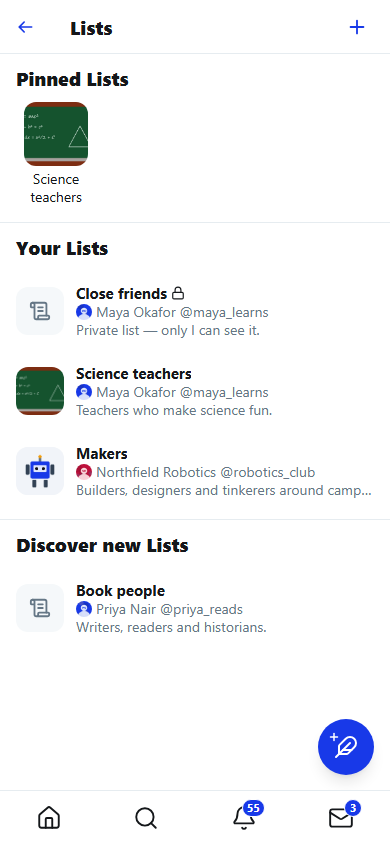 Lists
Pinned Lists
Science
teachers
Your Lists
Close friends
Maya Okafor @maya_learns
Private list — only I can see it.
Science teachers
Maya Okafor @maya_learns
Teachers who make science fun.
Makers
Northfield Robotics @robotics_club
Builders, designers and tinkerers around camp...
Discover new Lists
Book people
Priya Nair @priya_reads
Writers, readers and historians.
55
3